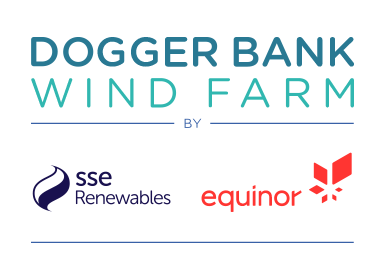 DOGGER BANK
WIND FARM
BY
sse
Renewables
equinor